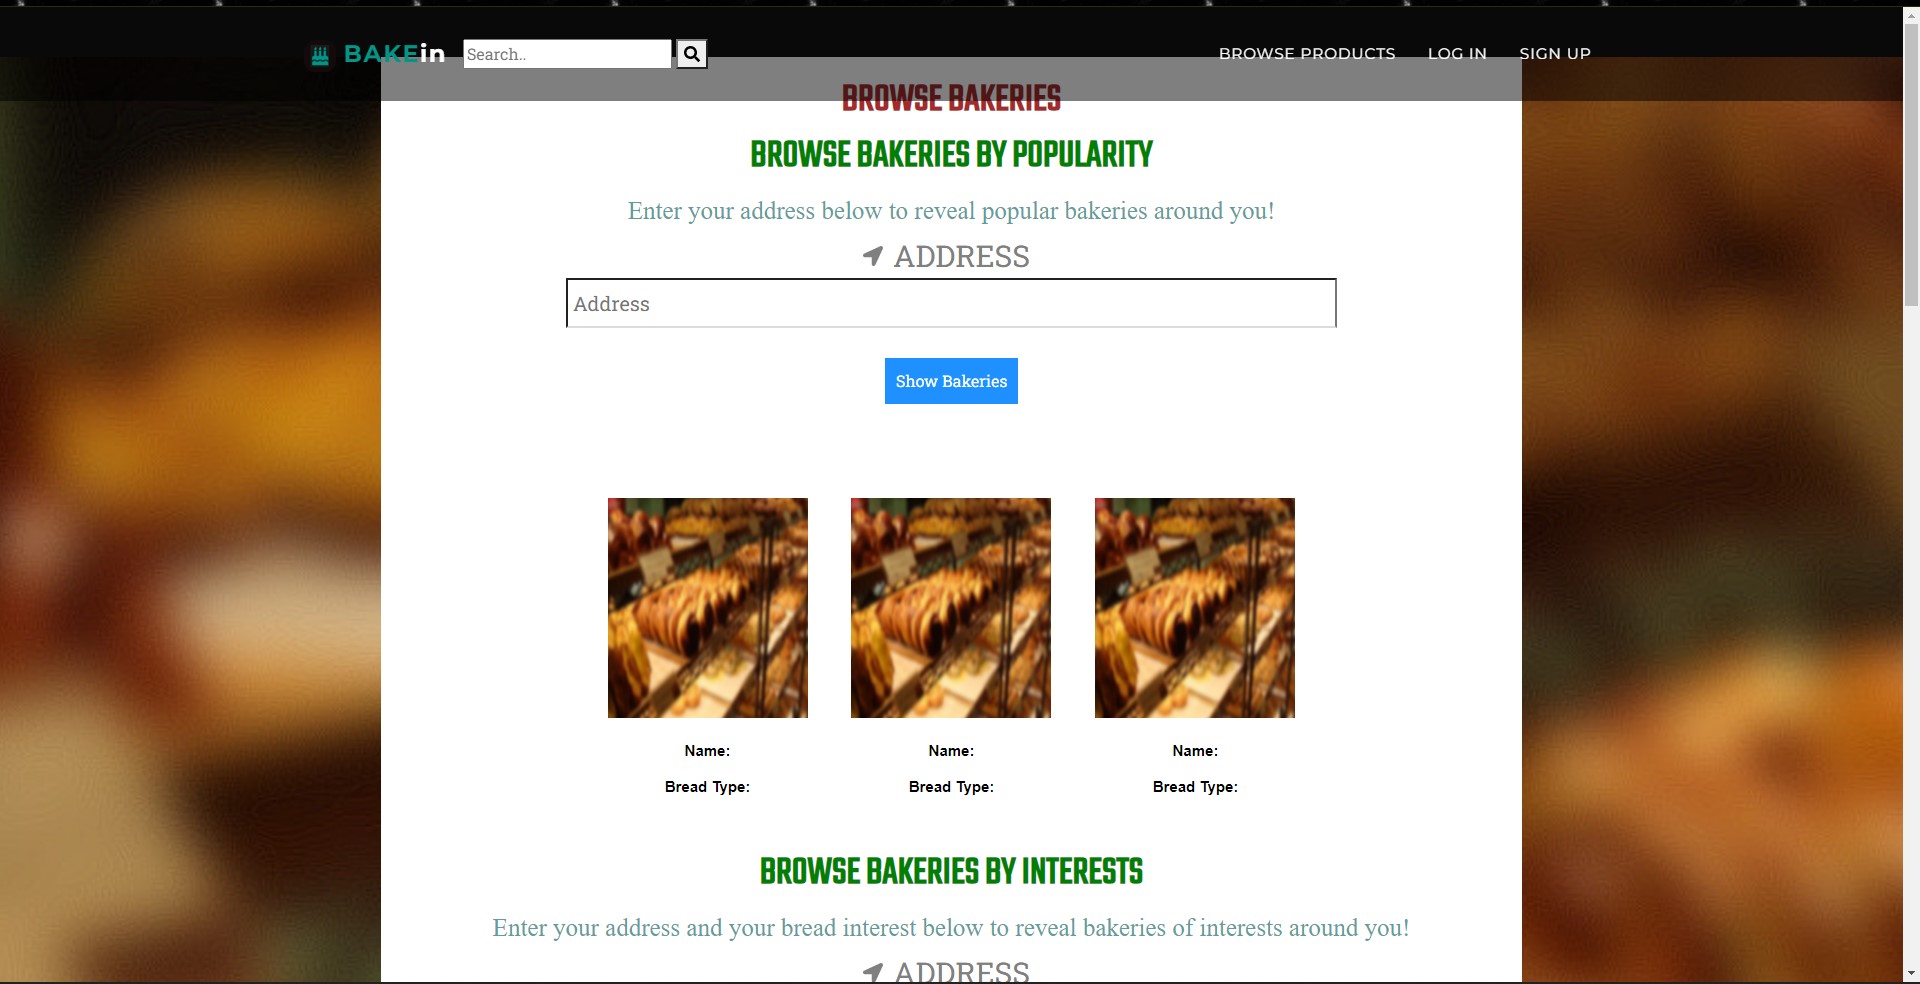 BAKEin Search.. BROWSE PRODUCTS LOG IN SIGN UP
BROWSE BAKERIES
BROWSE BAKERIES BY POPULARITY
Enter your address below to reveal popular bakeries around you!
ADDRESS
Address
Show Bakeries
Name: Name: Name:
Bread Type: Bread Type: Bread Type:
BROWSE BAKERIES BY INTERESTS
Enter your address and your bread interest below to reveal bakeries of interests around you!
ADDRESS